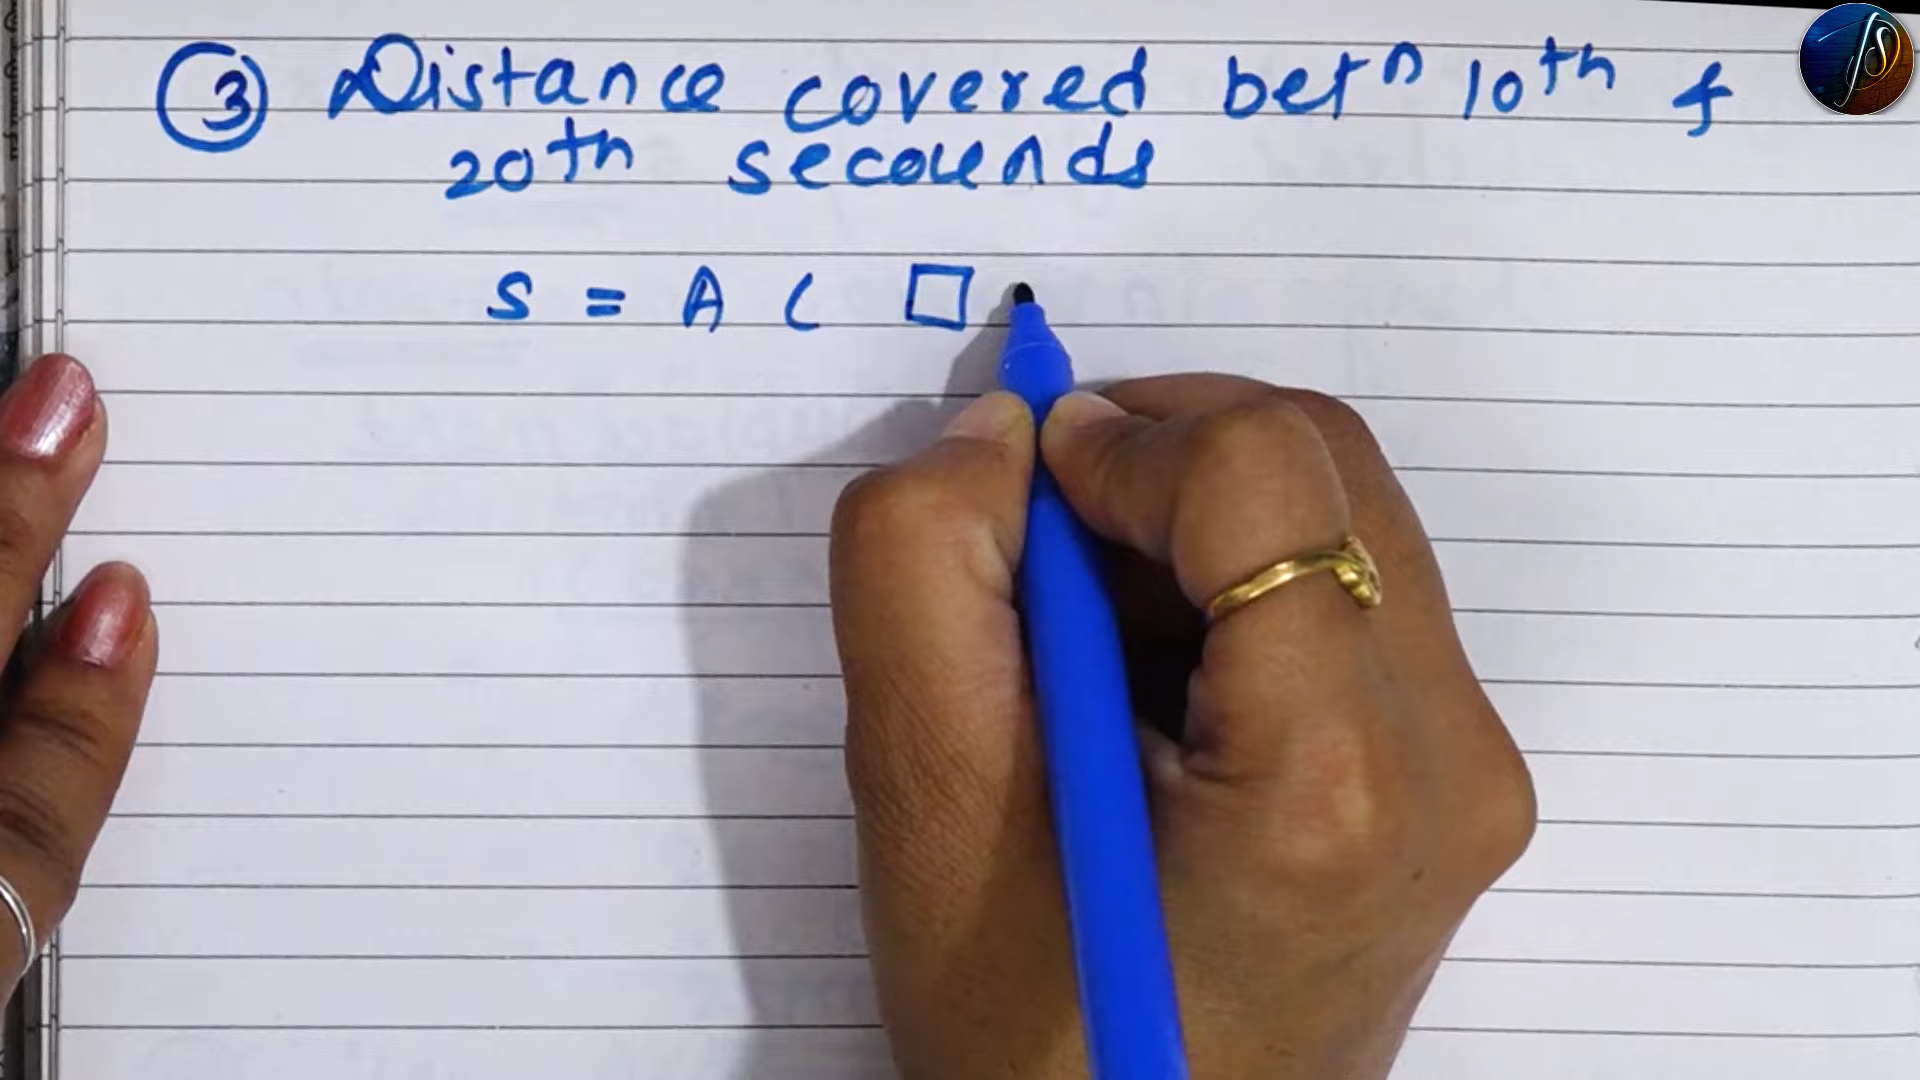 ③ Distance covered betⁿ 10th &
20th secounds
S = A ( □